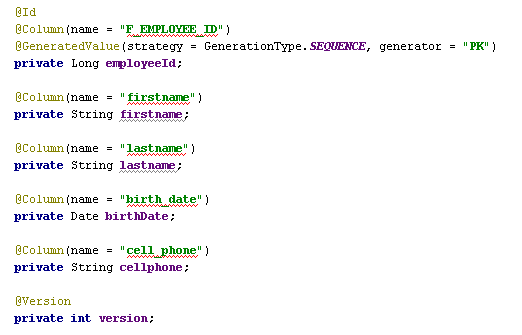 @Id
@Column(name = "F_EMPLOYEE_ID")
@GeneratedValue(strategy = GenerationType.SEQUENCE, generator = "PK")
private Long employeeId;
@Column(name = "firstname")
private String firstname;
@Column(name = "lastname")
private String lastname;
@Column(name = "birth_date")
private Date birthDate;
@Column(name = "cell_phone")
private String cellphone;
@Version
private int version;